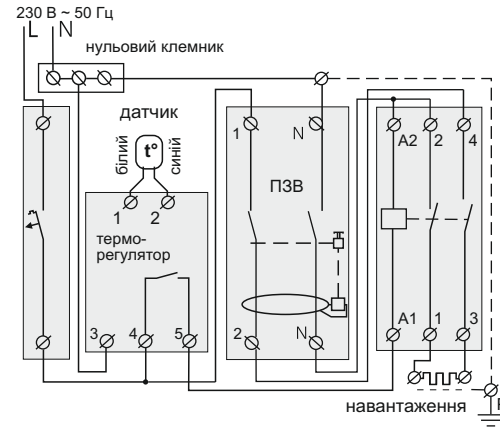 230 В ~ 50 Гц
L N
нульовий клемник
датчик
білий
t°
синій
1 2
термо-
регулятор
3 4 5
1 N
ПЗВ
2 N
A2 2 4
A1 1 3
навантаження